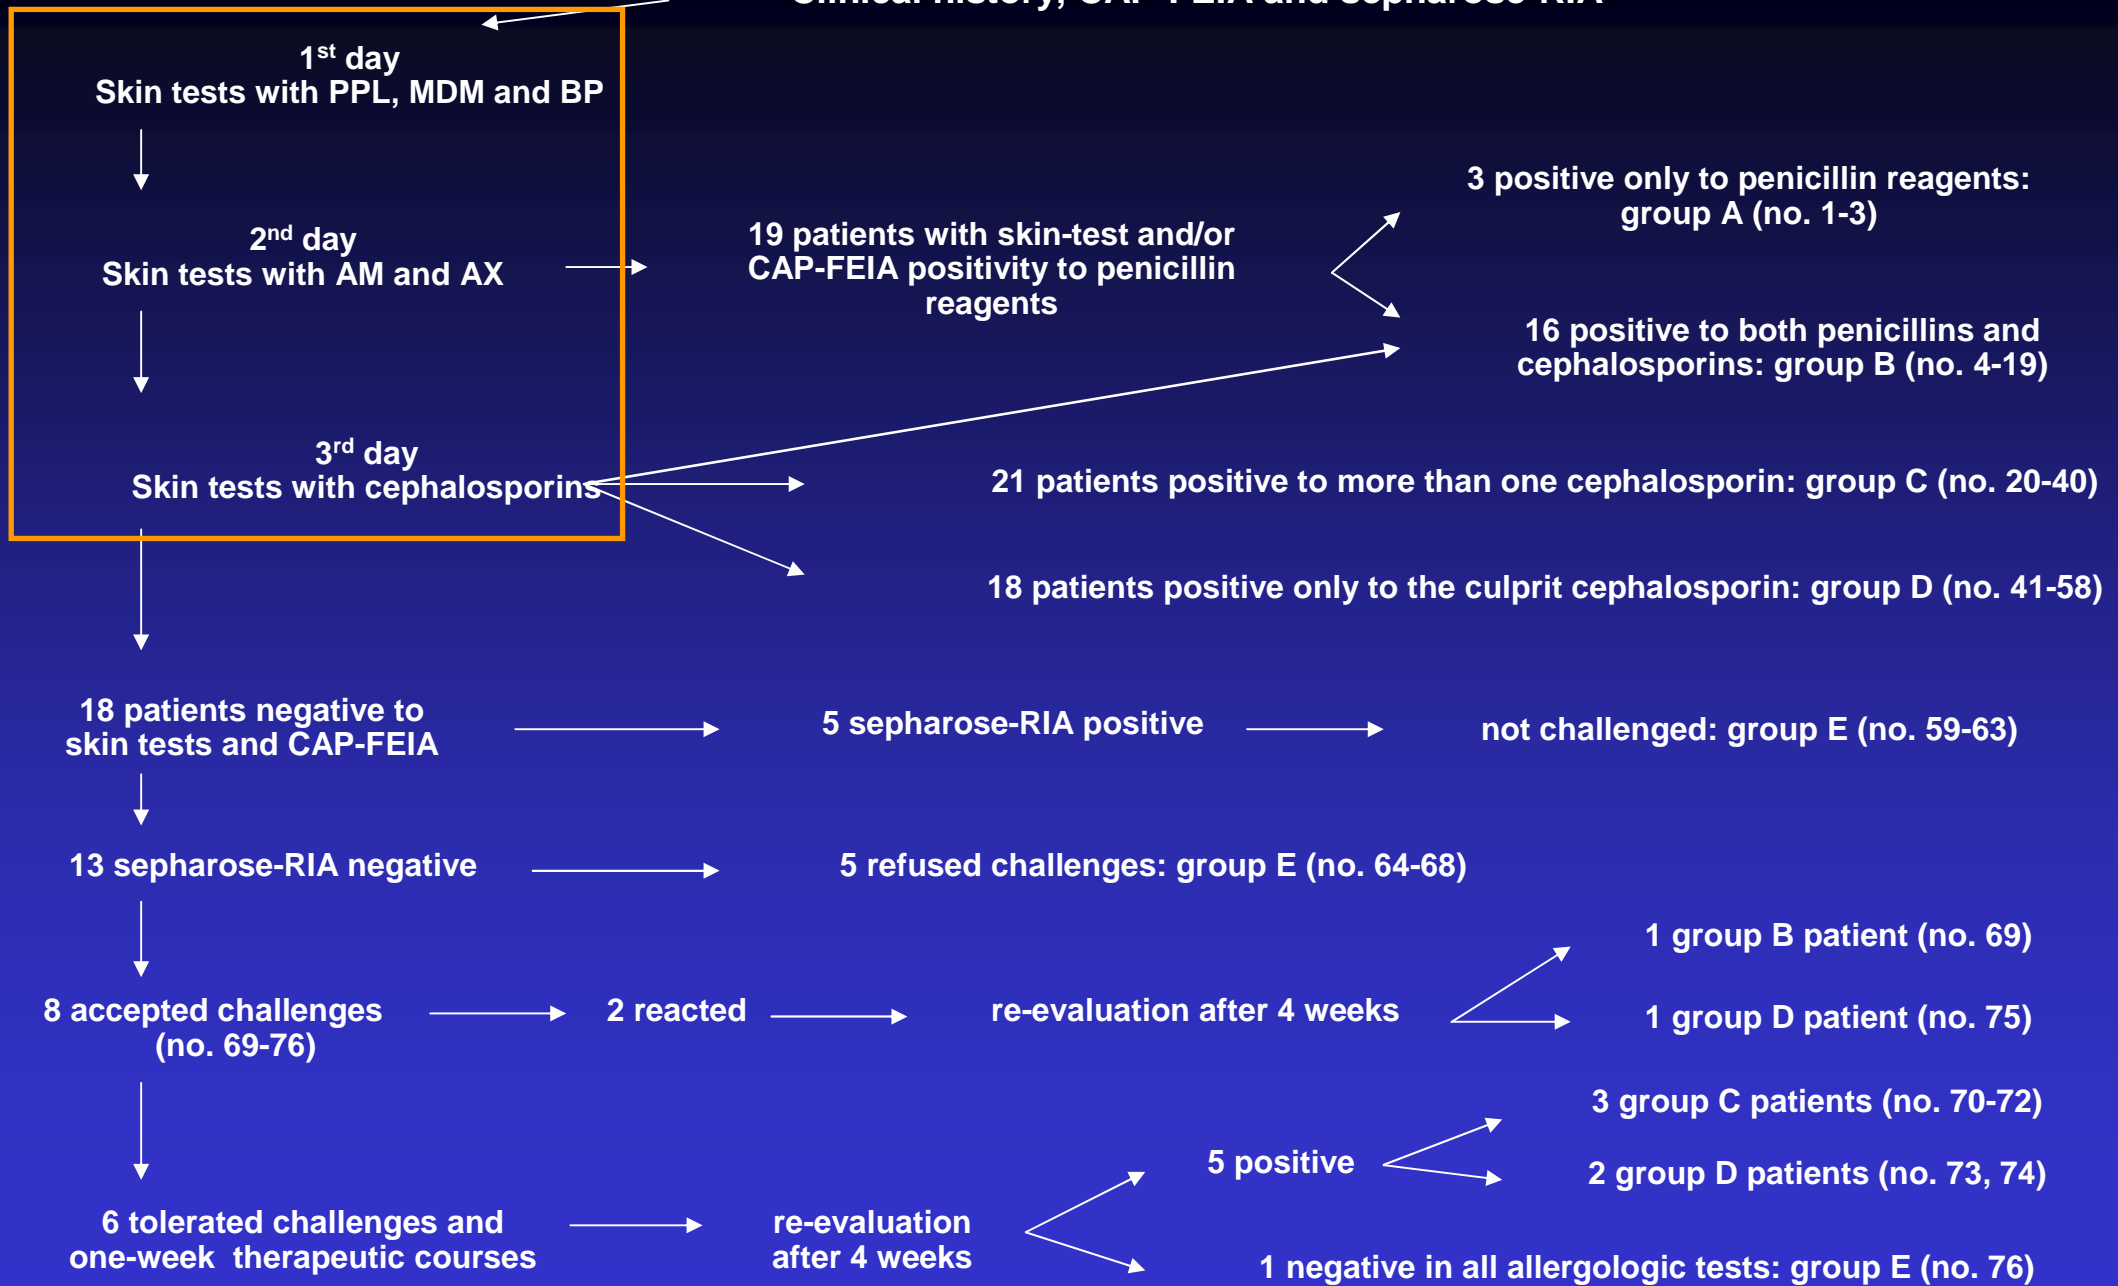 Clinical history, CAP-FEIA and sepharose-RIA
1st day
Skin tests with PPL, MDM and BP
2nd day
Skin tests with AM and AX
19 patients with skin-test and/or
CAP-FEIA positivity to penicillin
reagents
3 positive only to penicillin reagents:
group A (no. 1-3)
16 positive to both penicillins and
cephalosporins: group B (no. 4-19)
3rd day
Skin tests with cephalosporins
21 patients positive to more than one cephalosporin: group C (no. 20-40)
18 patients positive only to the culprit cephalosporin: group D (no. 41-58)
18 patients negative to
skin tests and CAP-FEIA
5 sepharose-RIA positive
not challenged: group E (no. 59-63)
13 sepharose-RIA negative
5 refused challenges: group E (no. 64-68)
8 accepted challenges
(no. 69-76)
2 reacted
re-evaluation after 4 weeks
1 group B patient (no. 69)
1 group D patient (no. 75)
6 tolerated challenges and
one-week therapeutic courses
re-evaluation
after 4 weeks
5 positive
3 group C patients (no. 70-72)
2 group D patients (no. 73, 74)
1 negative in all allergologic tests: group E (no. 76)